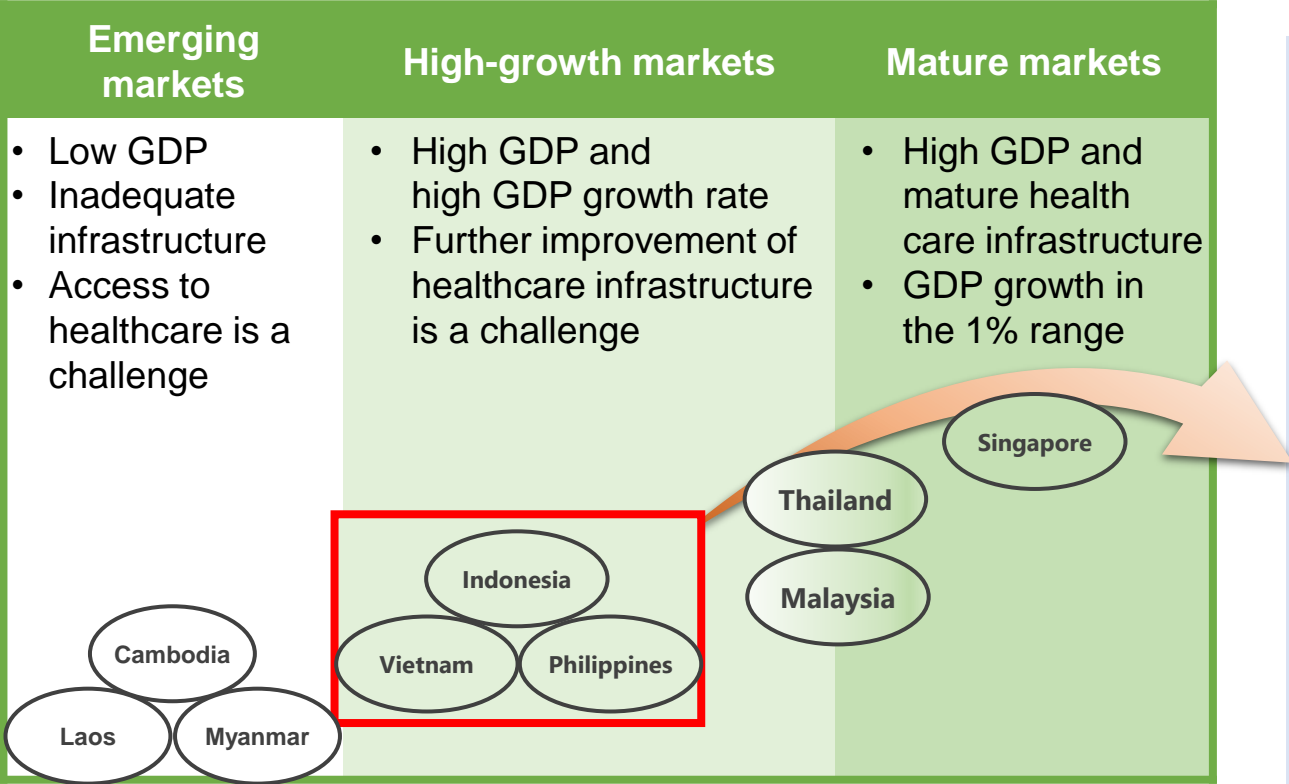 Emerging
markets
High-growth markets
Mature markets
• Low GDP
• Inadequate
infrastructure
• Access to
healthcare is a
challenge
• High GDP and
high GDP growth rate
• Further improvement of
healthcare infrastructure
is a challenge
• High GDP and
mature health
care infrastructure
• GDP growth in
the 1% range
Singapore
Thailand
Malaysia
Indonesia
Vietnam
Philippines
Cambodia
Laos
Myanmar